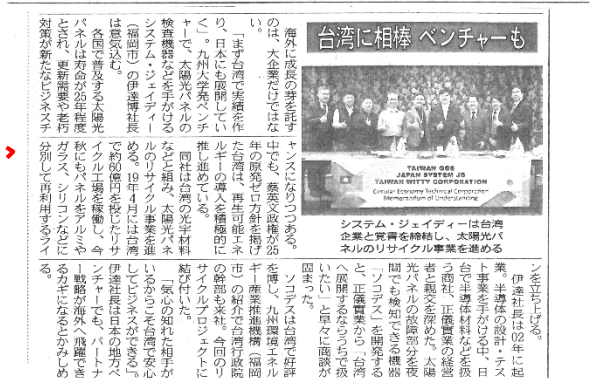 台湾に相棒 ベンチャーも
TAIWAN GSE
JAPAN SYSTEM JD
TAIWAN WITTY CORPORATION
Circular Economy Technical Cooperation
Memorandum of Understanding
システム・ジェイディーは台湾
企業と覚書を締結し、太陽光パ
ネルのリサイクル事業を進める
海外に成長の芽を託す
のは、大企業だけではな
い。
「まず台湾で実績を作
り、日本にも展開してい
く」。九州大学発ベンチ
ャーで、太陽光パネルの
検査機器などを手がける
システム・ジェイディー
（福岡市）の伊達博社長
は意気込む。
各国で普及する太陽光
パネルは寿命が25年程度
とされ、更新需要や老朽
対策が新たなビジネスチ
ャンスになりつつある。
中でも、蔡英文政権が25
年の原発ゼロ方針を掲げ
た台湾は、再生可能エネ
ルギーの導入を積極的に
推し進めている。
同社は台湾の光宇材料
などと組み、太陽光パネ
ルのリサイクル事業を進
める。19年4月には台湾
で約60億円を投じたリサ
イクル工場を稼働し、今
秋にもパネルをアルミや
ガラス、シリコンなどに
分別して再利用するライ
ンを立ち上げる。
伊達社長は02年に起
業。半導体の設計・テス
ト事業を手がける中、日
台で半導体材料などを扱
う商社、正儀實業の経営
者と親交を深めた。太陽
光パネルの故障部分を夜
間でも検知できる機器
「ソコデス」を開発する
と、正儀實業から「台湾
へ展開するならうちで扱
いたい」と早々に商談が
固まった。
ソコデスは台湾で好評
を博し、九州環境エネル
ギー産業推進機構（福岡
市）の紹介で台湾行政院
の幹部も来社。今回のリ
サイクルプロジェクトに
結び付いた。
「気心の知れた相手が
いるからこそ台湾で安心
してビジネスができる」。
伊達社長は日本の地方ベ
ンチャーでも、パートナ
ー戦略が海外へ飛躍でき
るカギになるとかみしめ
る。